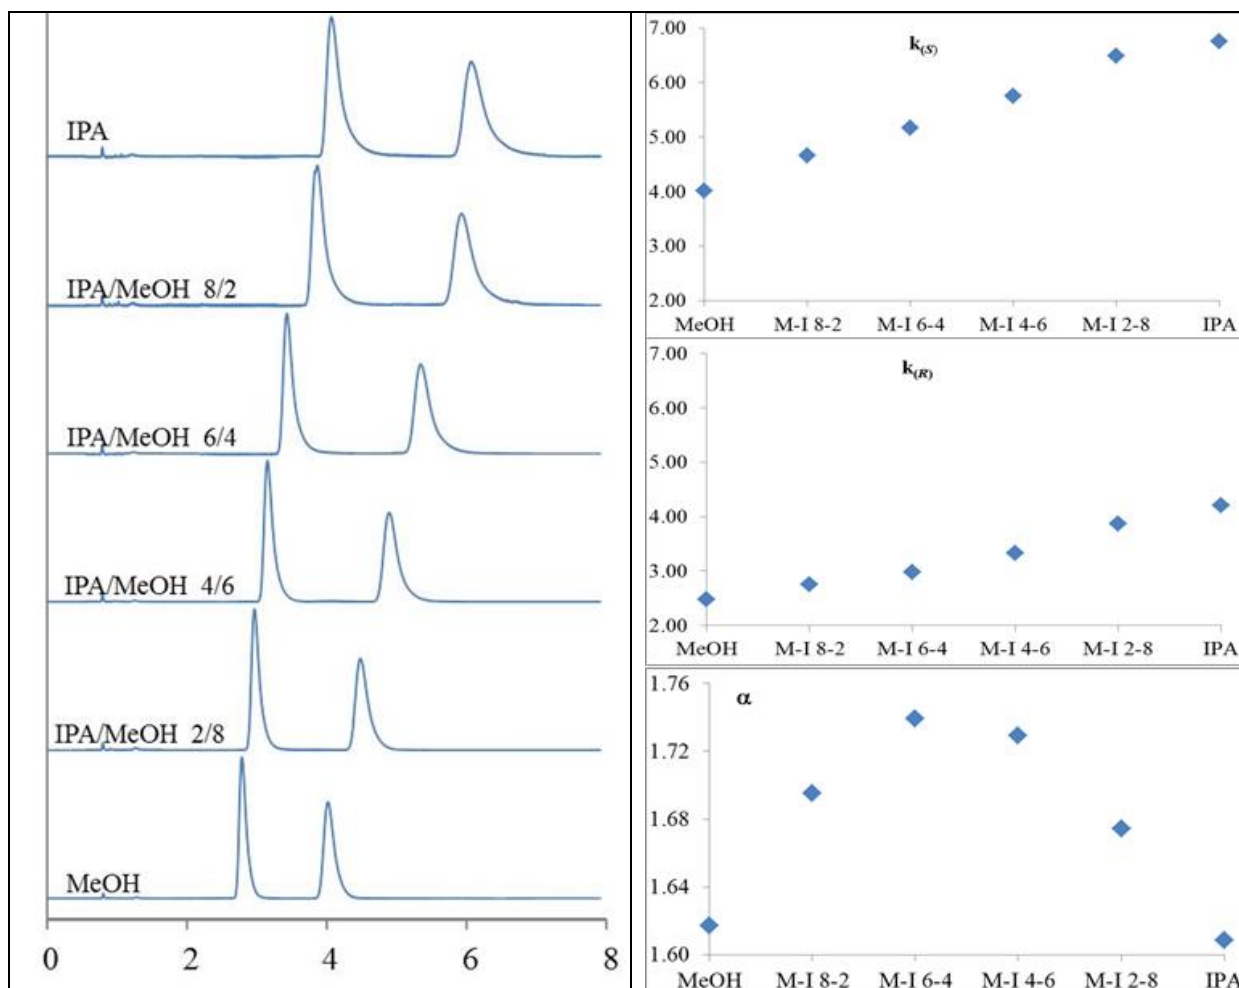 IPA
IPA/MeOH 8/2
IPA/MeOH 6/4
IPA/MeOH 4/6
IPA/MeOH 2/8
MeOH
0 2 4 6 8
k(S)
7.00
6.00
5.00
4.00
3.00
2.00
MeOH M-I 8-2 M-I 6-4 M-I 4-6 M-I 2-8 IPA
k(R)
7.00
6.00
5.00
4.00
3.00
2.00
MeOH M-I 8-2 M-I 6-4 M-I 4-6 M-I 2-8 IPA
α
1.76
1.72
1.68
1.64
1.60
MeOH M-I 8-2 M-I 6-4 M-I 4-6 M-I 2-8 IPA